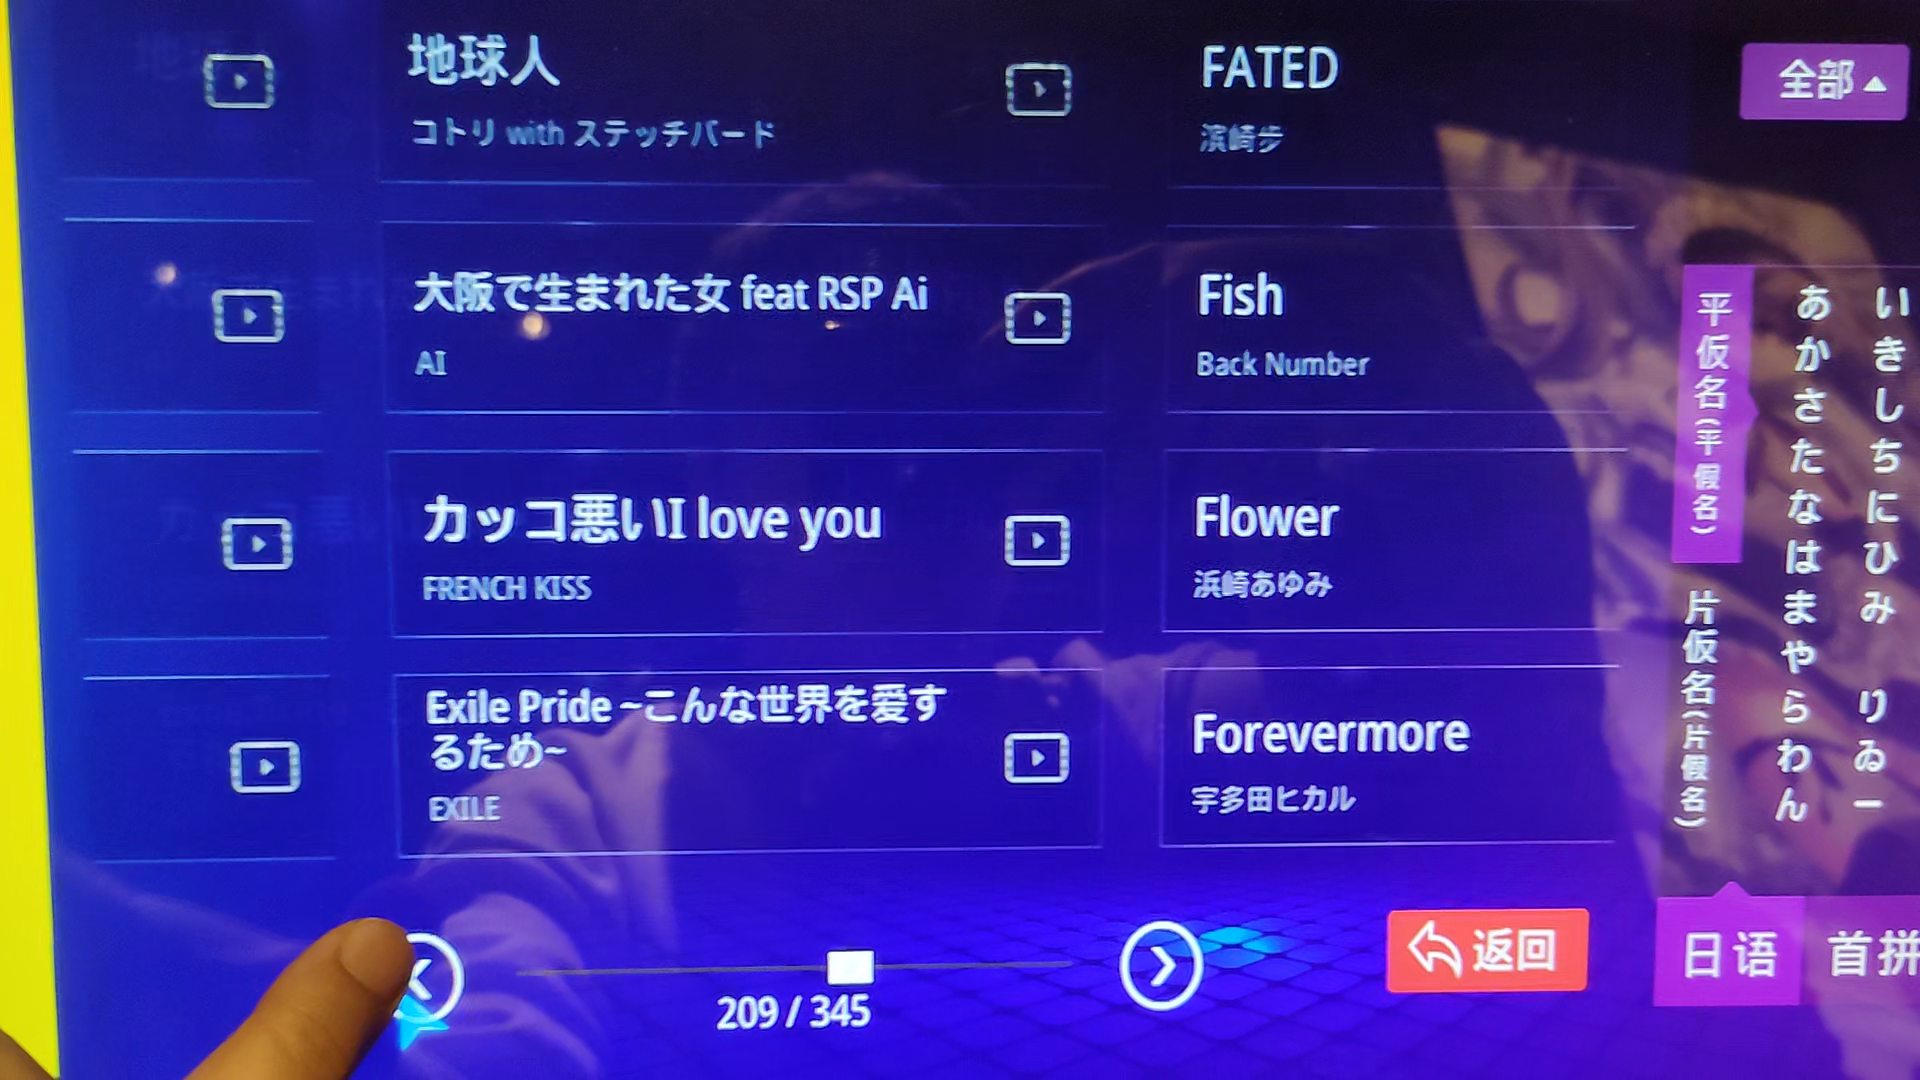 地球人
コトリ with ステッチバード
FATED
濱崎步
全部
大阪で生まれた女 feat RSP Ai
AI
Fish
Back Number
カッコ悪いI love you
FRENCH KISS
Flower
浜崎あゆみ
Exile Pride ~こんな世界を愛す
るため~
EXILE
Forevermore
宇多田ヒカル
平仮名(平假名)
片仮名(片假名)
あかさたなはまやらわん
いきしちにひみ りゐー
209 / 345
返回
日语
首拼